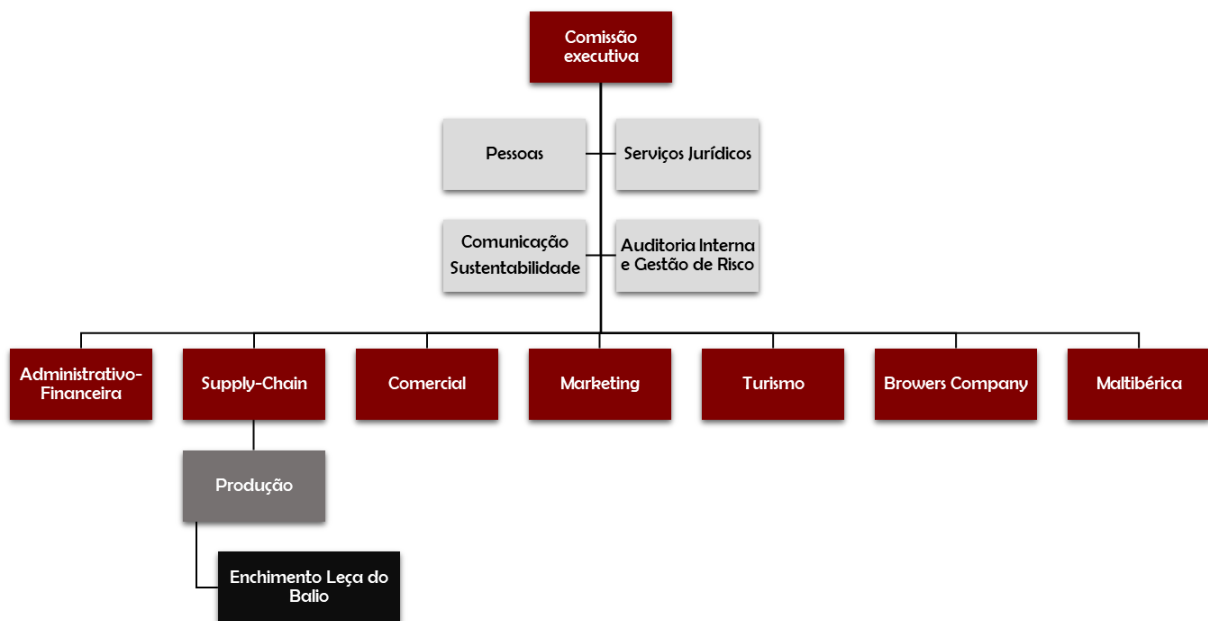 Comissão
executiva
Pessoas
Serviços Jurídicos
Comunicação
Sustentabilidade
Auditoria Interna
e Gestão de Risco
Administrativo-
Financeira
Supply-Chain
Comercial
Marketing
Turismo
Browers Company
Maltibérica
Produção
Enchimento Leça do
Balio